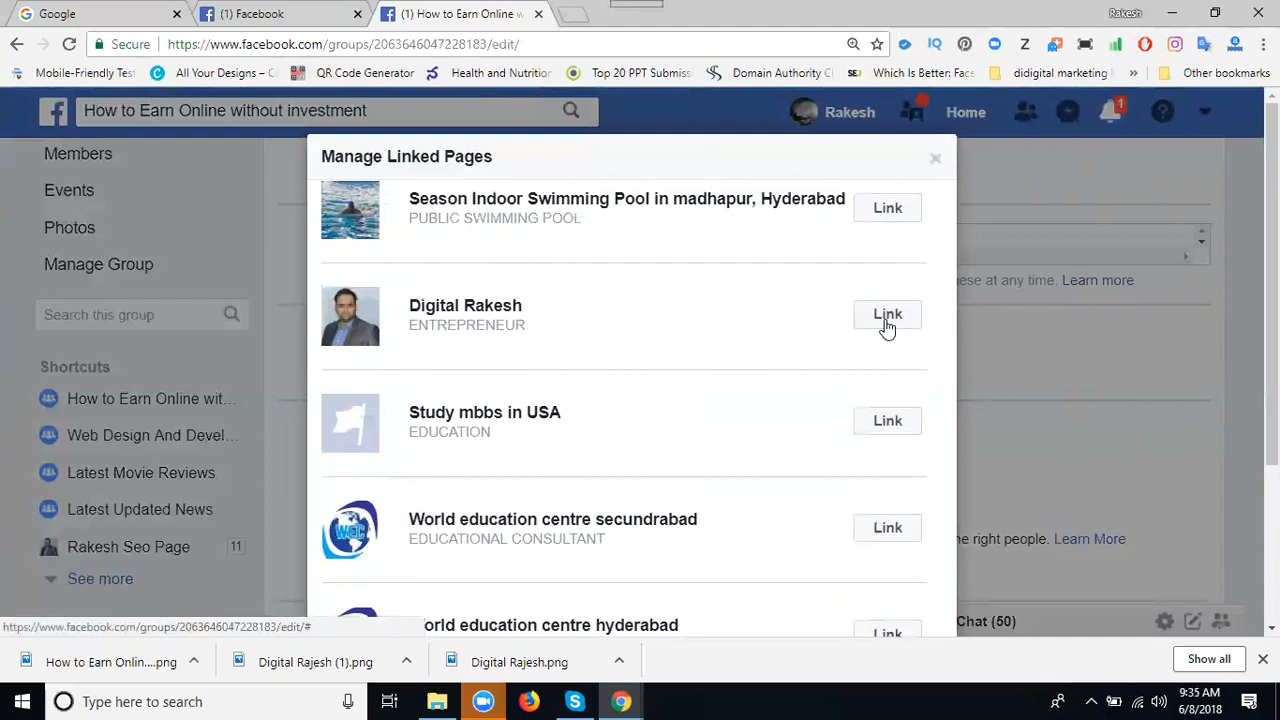 Google
(1) Facebook
(1) How to Earn Online w
Rakesh
Secure
https://www.facebook.com/groups/2063646047228183/edit/
Mobile-Friendly Test
All Your Designs – C
QR Code Generator
Health and Nutrition
Top 20 PPT Submiss
Domain Authority C
Which Is Better: Fac
didigital marketing
Other bookmarks
How to Earn Online without investment
Rakesh
Home
1
Members
Events
Photos
Manage Group
Search this group
Shortcuts
How to Earn Online wit...
Web Design And Devel...
Latest Movie Reviews
Latest Updated News
Rakesh Seo Page 11
See more
Manage Linked Pages
Season Indoor Swimming Pool in madhapur, Hyderabad
PUBLIC SWIMMING POOL
Link
Digital Rakesh
ENTREPRENEUR
Link
Study mbbs in USA
EDUCATION
Link
World education centre secundrabad
EDUCATIONAL CONSULTANT
Link
World education centre hyderabad
Link
these at any time. Learn more
the right people. Learn More
Chat (50)
https://www.facebook.com/groups/2063646047228183/edit/#
How to Earn Onlin....png
Digital Rajesh (1).png
Digital Rajesh.png
Show all
Type here to search
9:35 AM
6/8/2018